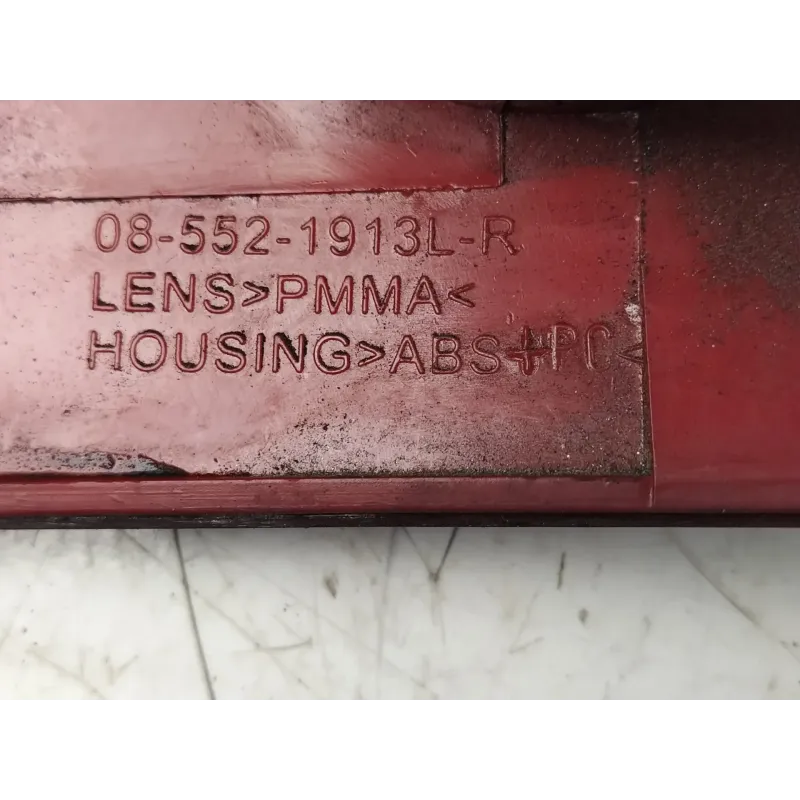 08-552-1913L-R
LENS>PMMA<
HOUSING>ABS+PC<